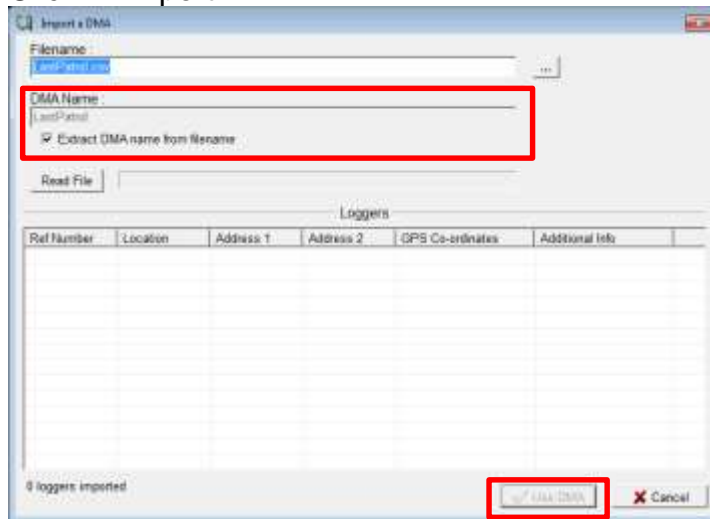 Import a DMA
Filename :
LastPatrol.csv
...
DMA Name :
LastPatrol
Extract DMA name from filename
Read File
Loggers
Ref Number Location Address 1 Address 2 GPS Co-ordinates Additional Info
0 loggers imported
Use DMA Cancel